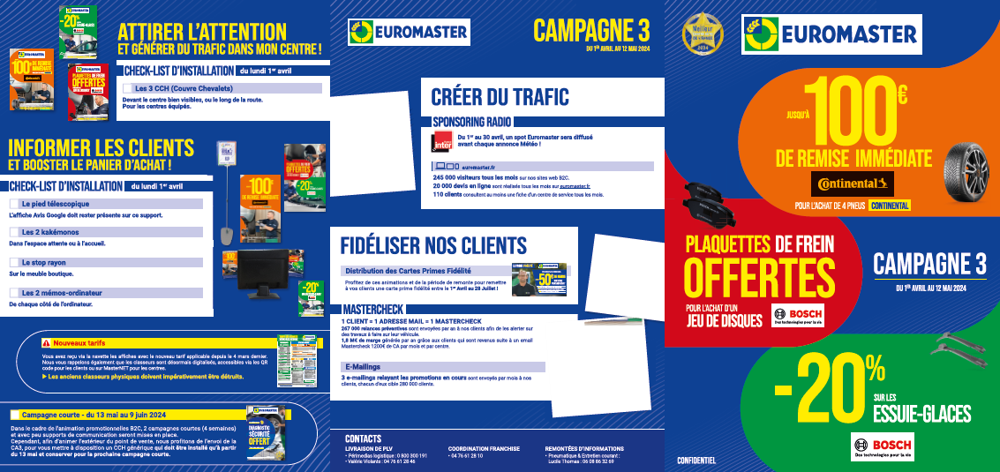 ATTIRER L'ATTENTION
ET GÉNÉRER DU TRAFIC DANS MON CENTRE !
CHECK-LIST D'INSTALLATION du lundi 1er avril
Les 3 CCH (Couvre Chevalets)
Devant le centre bien visibles, ou le long de la route.
Pour les centres équipés.
-20%
100€
DE REMISE
IMMÉDIATE
PLAQUETTES DE FREIN
OFFERTES
INFORMER LES CLIENTS
ET BOOSTER LE PANIER D'ACHAT !
CHECK-LIST D'INSTALLATION du lundi 1er avril
Le pied télescopique
L'affiche Avis Google doit rester présente sur ce support.
Les 2 kakémonos
Dans l'espace attente ou à l'accueil.
Le stop rayon
Sur le meuble boutique.
Les 2 mémos-ordinateur
De chaque côté de l'ordinateur.
-100€
OFFERTES
-20%
-20%
Nouveaux tarifs
Vous avez reçu via la navette les affiches avec le nouveau tarif applicable depuis le 4 mars dernier.
Nous vous rappelons également que les classeurs sont désormais digitalisés, accessibles via les QR
code pour les clients ou sur MasterNET pour les centres.
Les anciens classeurs physiques doivent impérativement être détruits.
Campagne courte - du 13 mai au 9 juin 2024
Dans le cadre de l'animation promotionnelles B2C, 2 campagnes courtes (4 semaines)
et avec peu supports de communication seront mises en place.
Cependant, afin d'animer l'extérieur du point de vente, nous profitons de l'envoi de la
CA3, pour vous mettre à disposition un CCH générique qui doit être installé qu'à partir
du 13 mai et conserver pour la prochaine campagne courte.
DIAGNOSTIC
SÉCURITÉ
OFFERT
EUROMASTER
CAMPAGNE 3
DU 1ER AVRIL AU 12 MAI 2024
CRÉER DU TRAFIC
SPONSORING RADIO
inter
Du 1er au 30 avril, un spot Euromaster sera diffusé
avant chaque annonce Météo !
euromaster.fr
245 000 visiteurs tous les mois sur nos sites web B2C.
20 000 devis en ligne sont réalisés tous les mois sur euromaster.fr
110 clients consultent au moins une fiche d'un centre de service tous les mois.
FIDÉLISER NOS CLIENTS
Distribution des Cartes Primes Fidélité
Profitez de ces animations et de la période de remonte pour remettre
à vos clients une carte prime fidélité entre le 1er Avril au 28 Juillet !
-50€
MASTERCHECK
1 CLIENT = 1 ADRESSE MAIL = 1 MASTERCHECK
267 000 relances préventives sont envoyées par an à nos clients afin de les alerter sur
des travaux à faire sur leur véhicule.
1,8 M€ de marge générée par an grâce aux clients qui sont revenus suite à un email
Mastercheck 1200€ de CA par mois et par centre.
E-Mailings
3 e-mailings relayant les promotions en cours sont envoyés par mois à nos
clients, chacun d'eux cible 280 000 clients.
CONTACTS
LIVRAISON DE PLV
• Périmedias logistique : 0 800 300 191
• Valérie Violante : 04 76 61 28 46
COORDINATION FRANCHISE
• 04 76 61 28 10
REMONTÉES D'INFORMATIONS
• Pneumatique & Entretien courant :
Lucile Thomas : 06 08 86 32 69
Meilleur
2024
EUROMASTER
JUSQU'À
100€
DE REMISE IMMÉDIATE
Continental
POUR L'ACHAT DE 4 PNEUS CONTINENTAL
PLAQUETTES DE FREIN
OFFERTES
POUR L'ACHAT D'UN
JEU DE DISQUES
BOSCH
Des technologies pour la vie
CAMPAGNE 3
DU 1ER AVRIL AU 12 MAI 2024
-20%
SUR LES
ESSUIE-GLACES
BOSCH
Des technologies pour la vie
CONFIDENTIEL